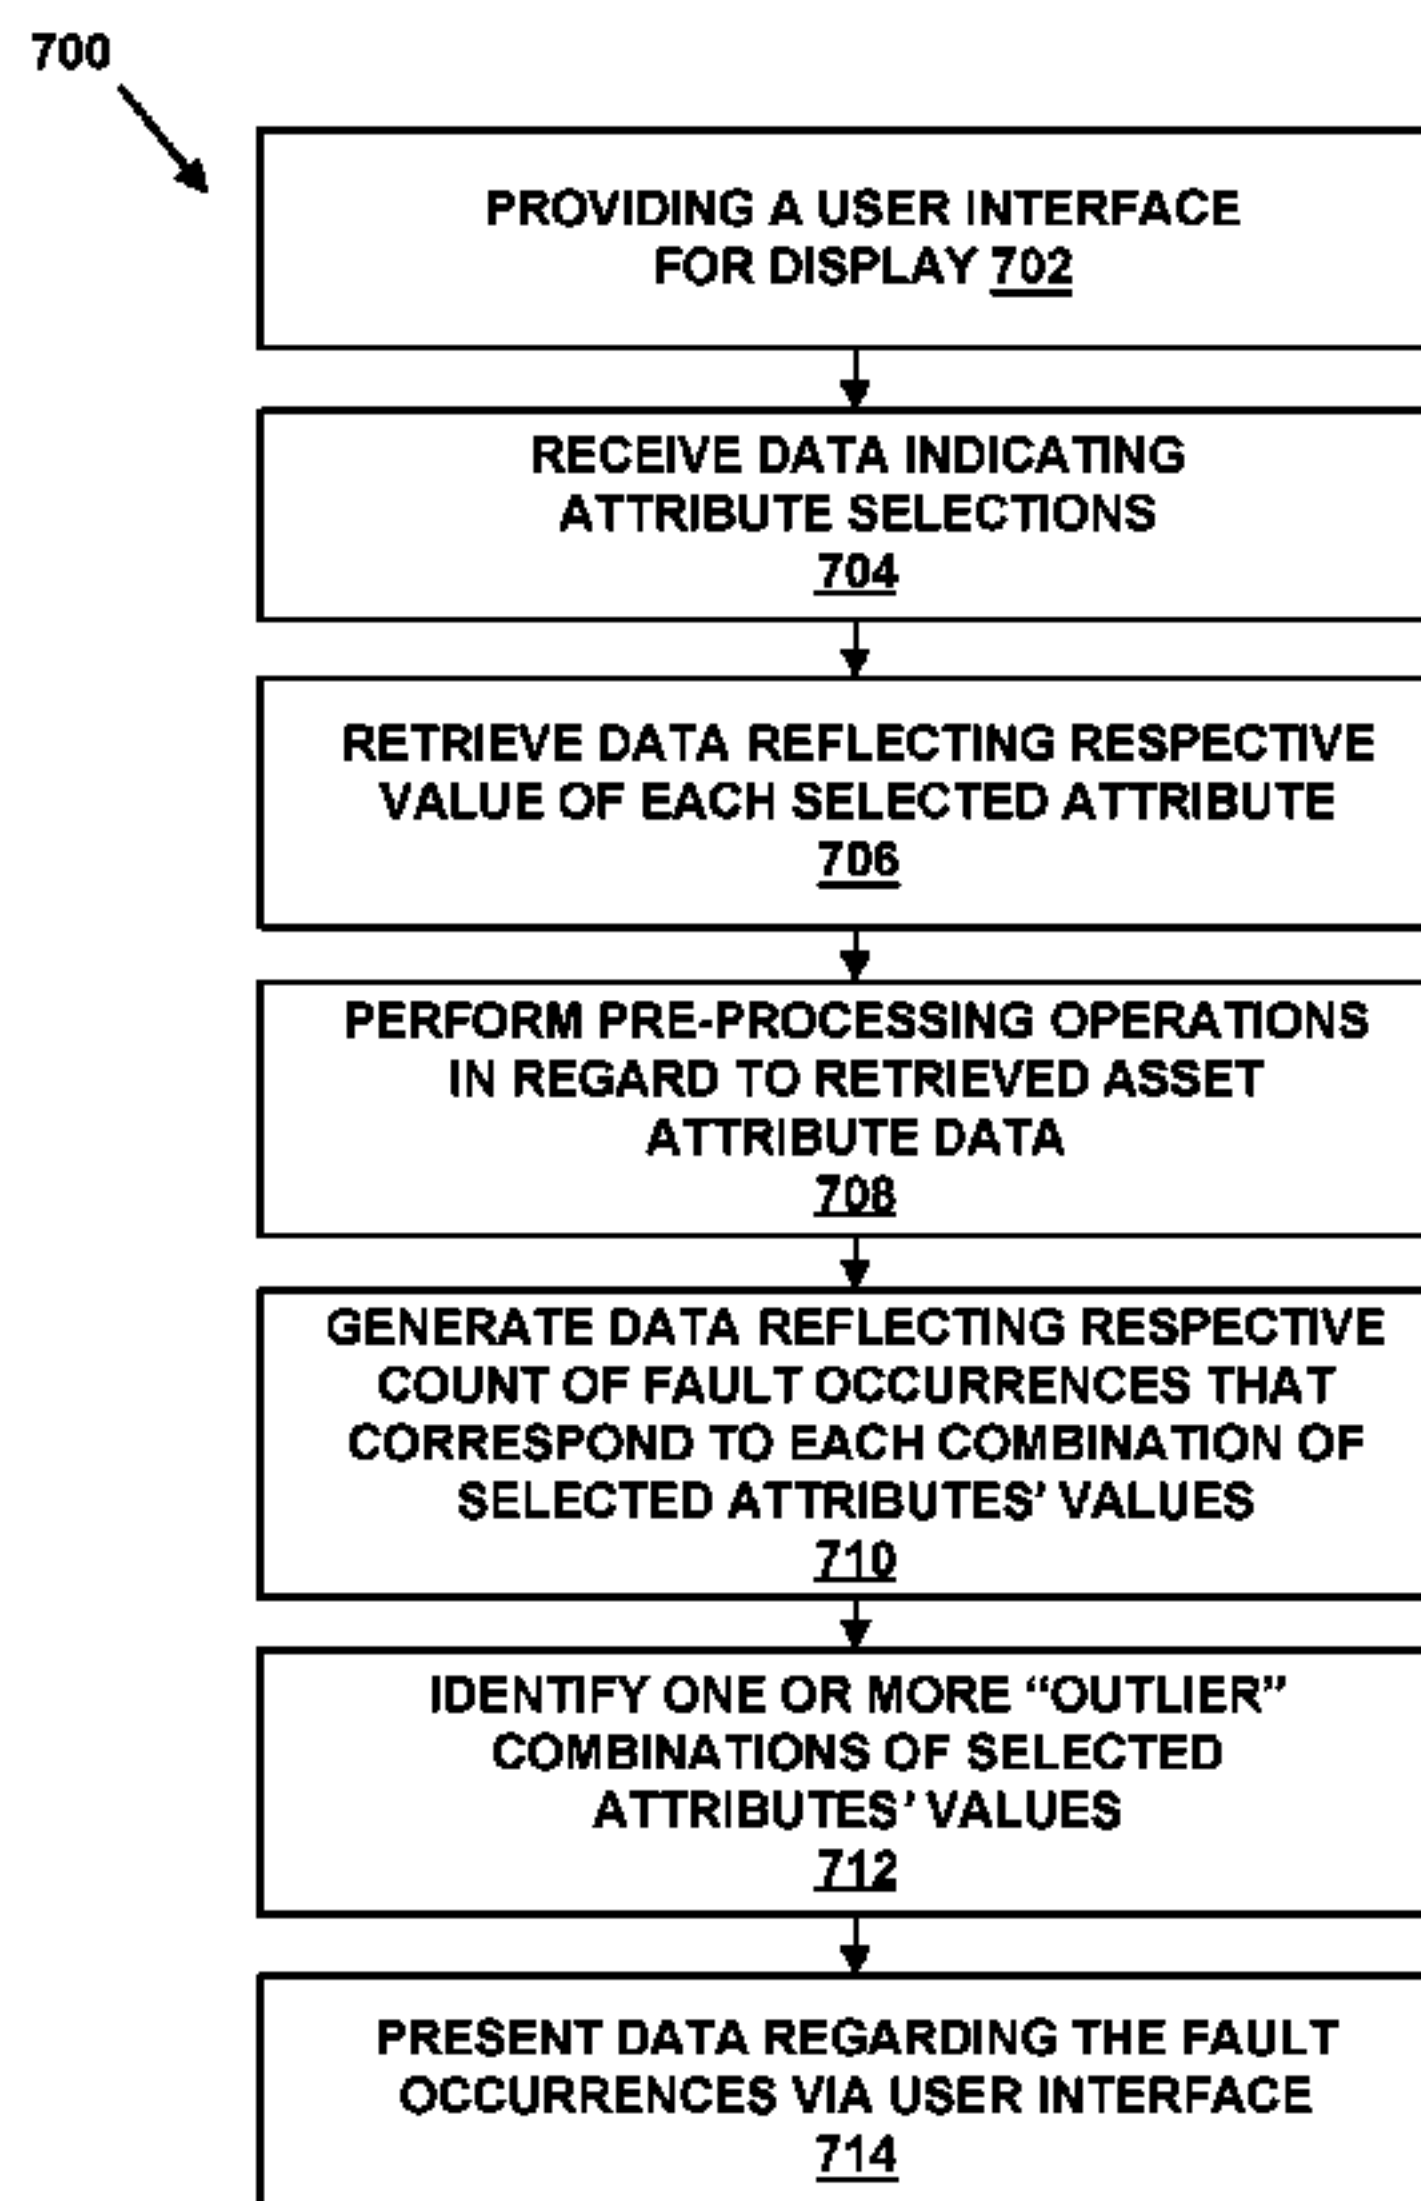 700
PROVIDING A USER INTERFACE
FOR DISPLAY 702
RECEIVE DATA INDICATING
ATTRIBUTE SELECTIONS
704
RETRIEVE DATA REFLECTING RESPECTIVE
VALUE OF EACH SELECTED ATTRIBUTE
706
PERFORM PRE-PROCESSING OPERATIONS
IN REGARD TO RETRIEVED ASSET
ATTRIBUTE DATA
708
GENERATE DATA REFLECTING RESPECTIVE
COUNT OF FAULT OCCURRENCES THAT
CORRESPOND TO EACH COMBINATION OF
SELECTED ATTRIBUTES’ VALUES
710
IDENTIFY ONE OR MORE “OUTLIER”
COMBINATIONS OF SELECTED
ATTRIBUTES’ VALUES
712
PRESENT DATA REGARDING THE FAULT
OCCURRENCES VIA USER INTERFACE
714